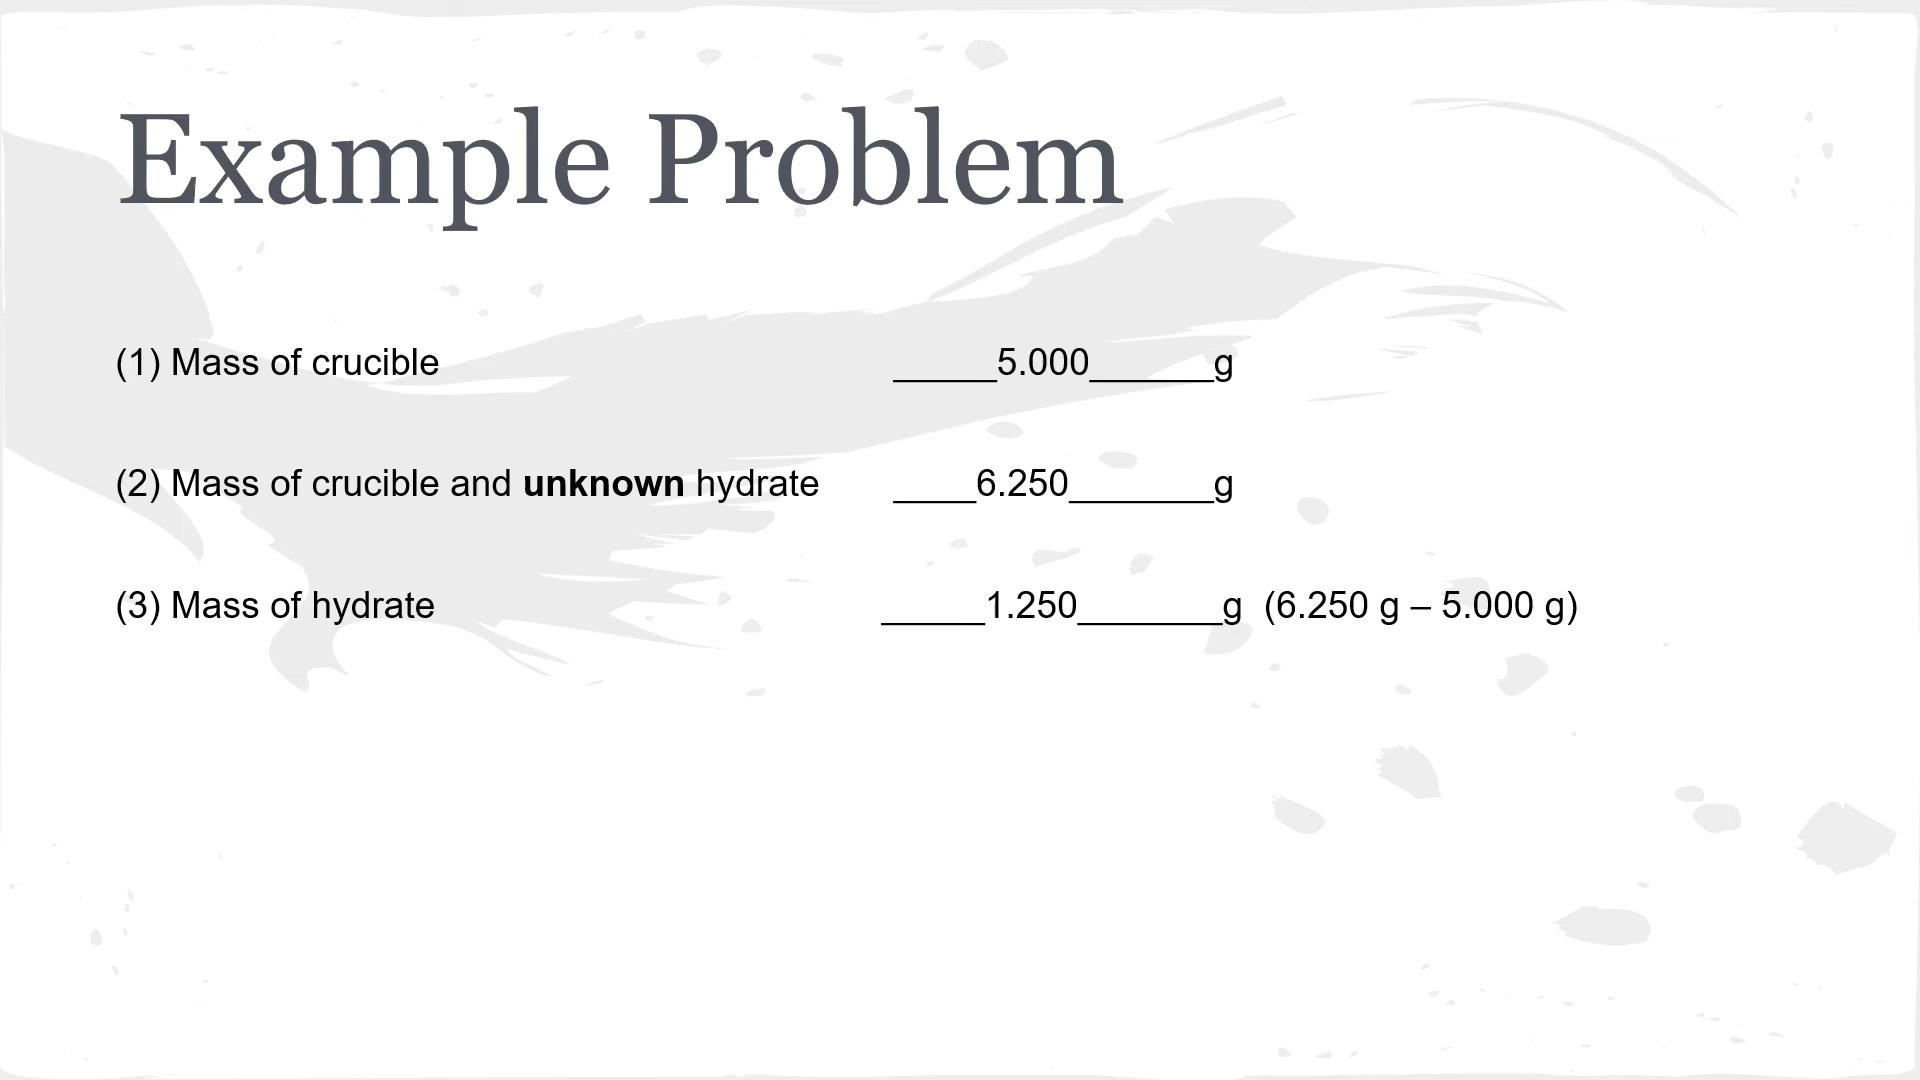 Example Problem
(1) Mass of crucible _____5.000______g
(2) Mass of crucible and unknown hydrate ____6.250_______g
(3) Mass of hydrate _____1.250_______g (6.250 g – 5.000 g)